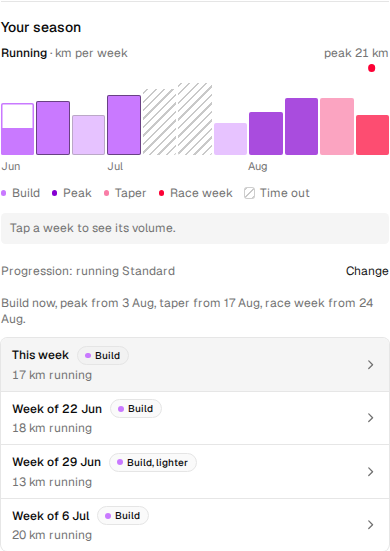 Your season
Running · km per week
peak 21 km
Jun
Jul
Aug
Build
Peak
Taper
Race week
Time out
Tap a week to see its volume.
Progression: running Standard
Change
Build now, peak from 3 Aug, taper from 17 Aug, race week from 24
Aug.
This week
Build
17 km running
Week of 22 Jun
Build
18 km running
Week of 29 Jun
Build, lighter
13 km running
Week of 6 Jul
Build
20 km running